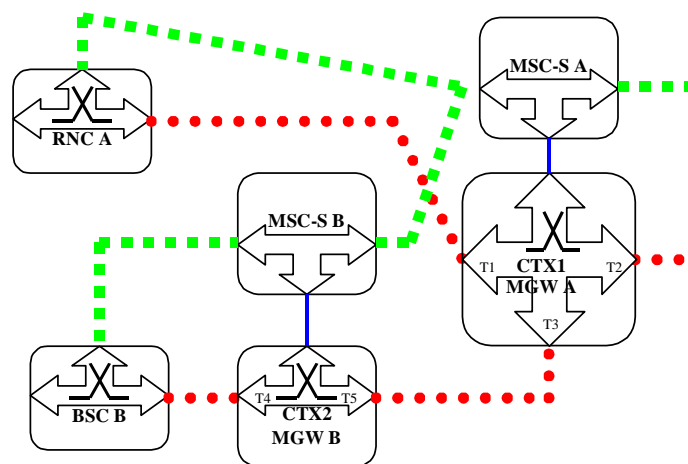 MSC-S A
RNC A
MSC-S B
T1
CTX1
T2
MGW A
T3
T4
CTX2
T5
BSC B
MGW B